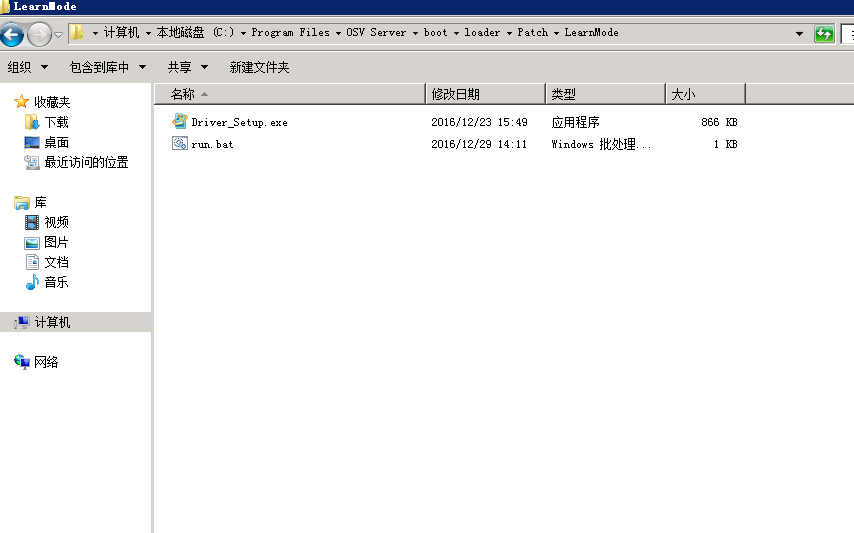 LearnMode
计算机 本地磁盘 (C:) Program Files OSV Server boot loader Patch LearnMode
组织 包含到库中 共享 新建文件夹
收藏夹
下载
桌面
最近访问的位置
库
视频
图片
文档
音乐
计算机
网络
名称 修改日期 类型 大小
Driver_Setup.exe 2016/12/23 15:49 应用程序 866 KB
run.bat 2016/12/29 14:11 Windows 批处理... 1 KB